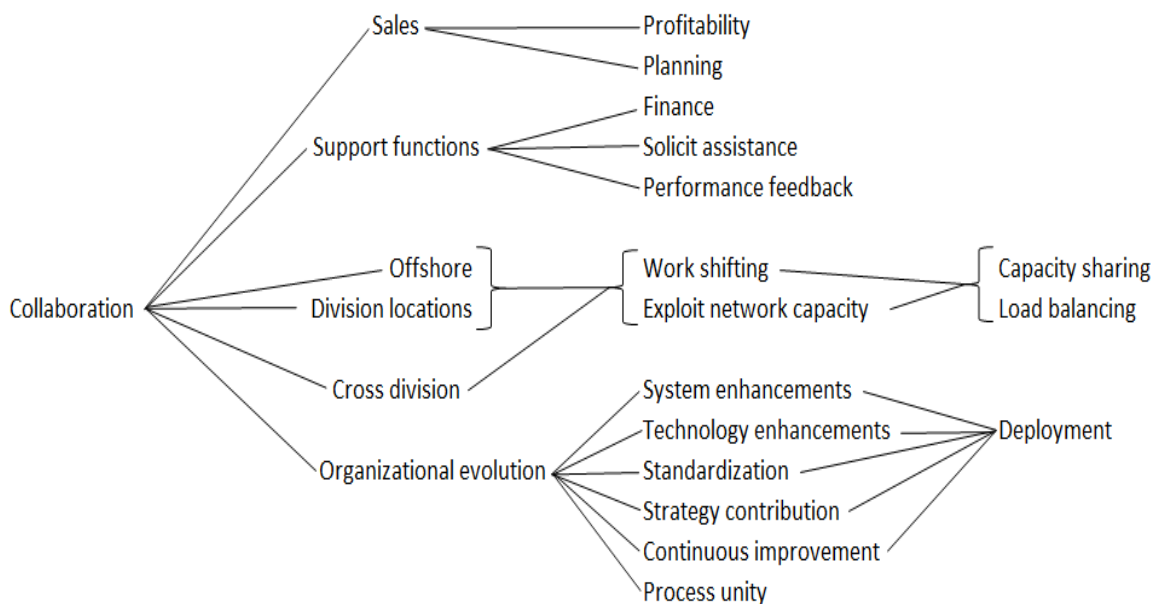 Sales
Profitability
Planning
Support functions
Finance
Solicit assistance
Performance feedback
Collaboration
Offshore
Division locations
Work shifting
Exploit network capacity
Capacity sharing
Load balancing
Cross division
Organizational evolution
System enhancements
Technology enhancements
Standardization
Strategy contribution
Continuous improvement
Process unity
Deployment